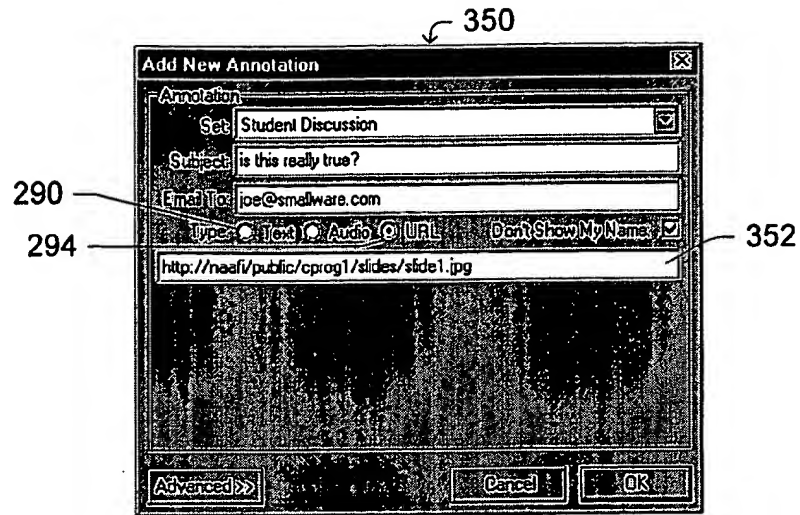 350
Add New Annotation
Annotation
Set: Student Discussion
Subject: is this really true?
Email To: joe@smallware.com
290
Type: Text Audio URL Don't Show My Name:
294
352
http://naafi/public/cprog1/slides/slide1.jpg
Advanced >> Cancel OK